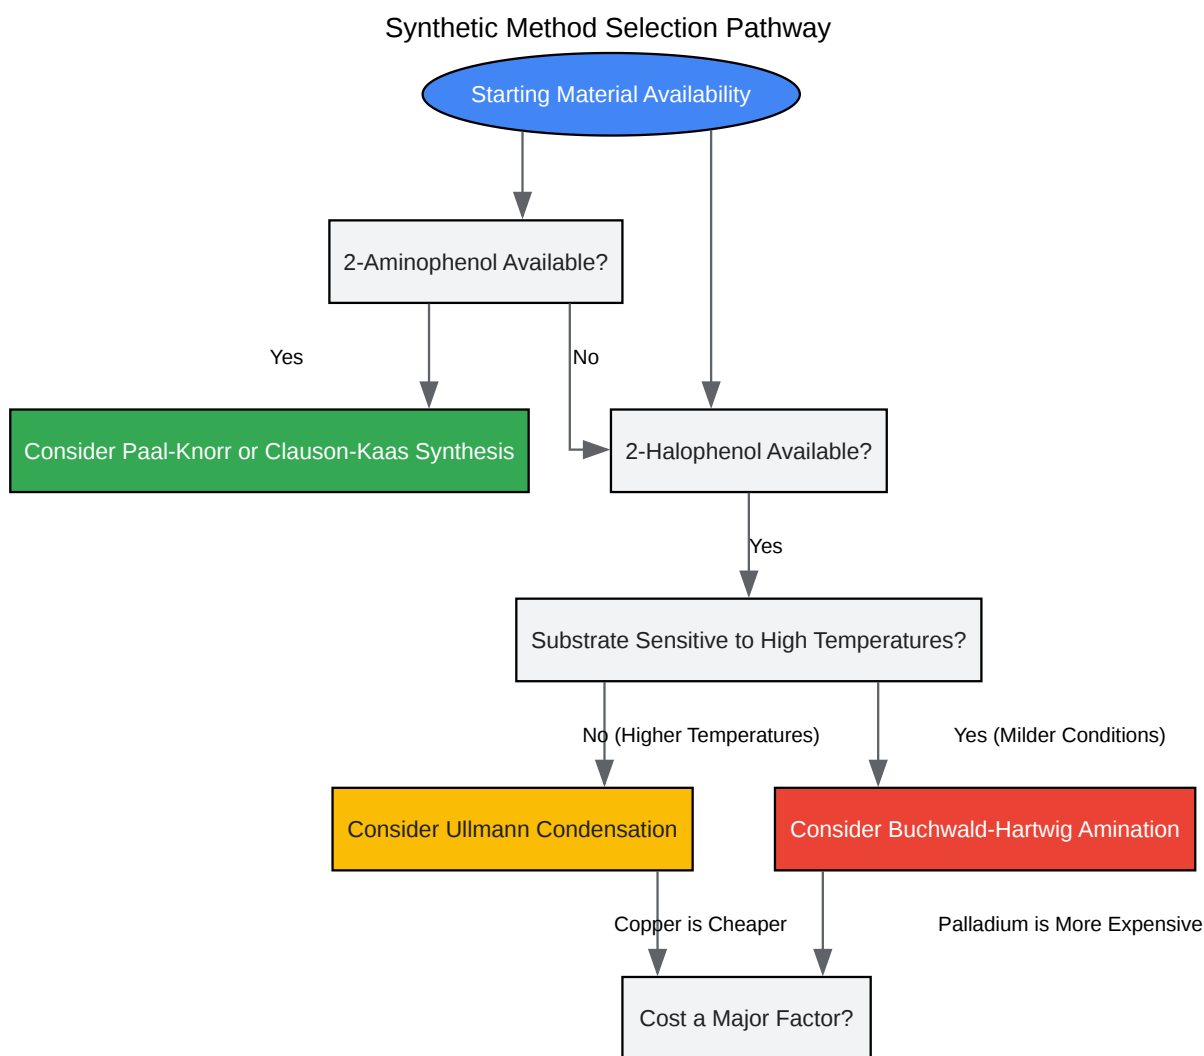 Synthetic Method Selection Pathway
Starting Material Availability
2-Aminophenol Available?
Yes
No
Consider Paal-Knorr or Clauson-Kaas Synthesis
2-Halophenol Available?
Yes
Substrate Sensitive to High Temperatures?
No (Higher Temperatures)
Yes (Milder Conditions)
Consider Ullmann Condensation
Consider Buchwald-Hartwig Amination
Copper is Cheaper
Palladium is More Expensive
Cost a Major Factor?